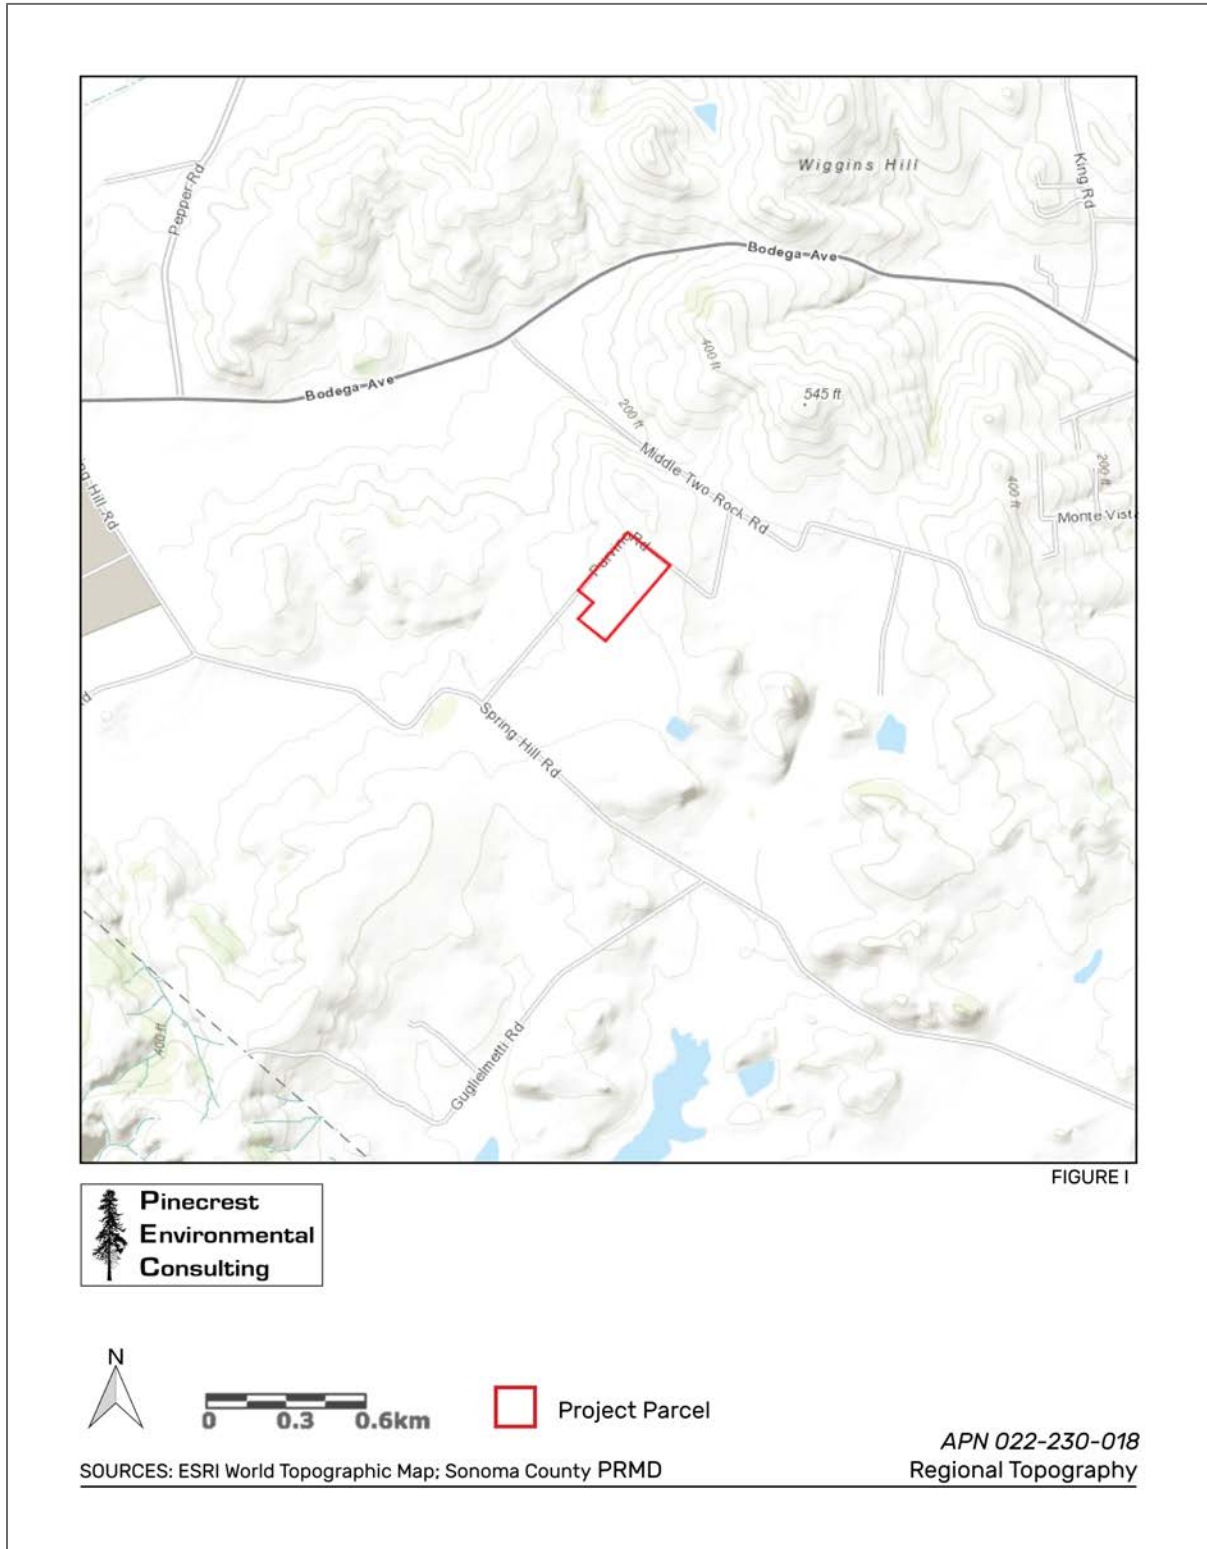 Wiggins Hill
King Rd
Pepper Rd
Bodega-Ave
Bodega-Ave
400 ft
545 ft
200 ft
Middle-Two-Rock-Rd
400 ft
200 ft
Monte-Vist
ng-Hill-Rd
Rd
d
Spring-Hill-Rd
400 ft
Guglielmetti Rd
FIGURE I
Pinecrest
Environmental
Consulting
N
0 0.3 0.6km
Project Parcel
APN 022-230-018
SOURCES: ESRI World Topographic Map; Sonoma County PRMD
Regional Topography